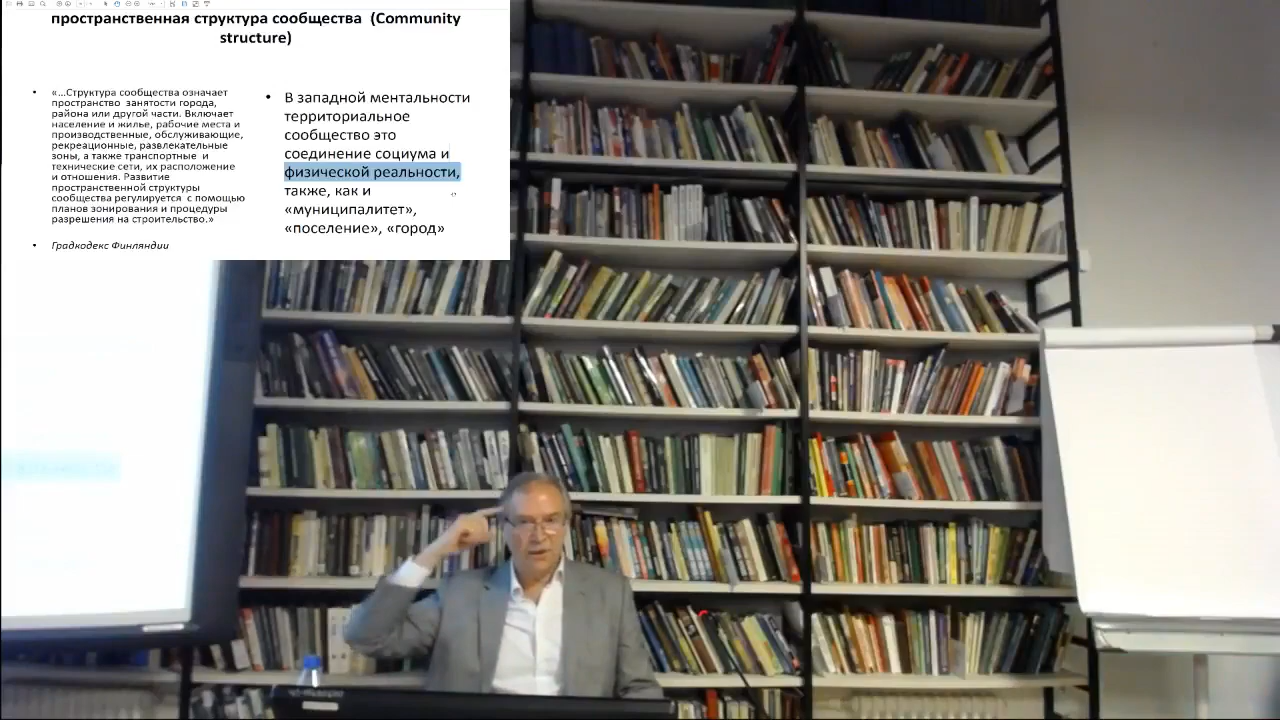 пространственная структура сообщества (Community
structure)
• «...Структура сообщества означает
пространство занятости города,
района или другой части. Включает
население и жилье, рабочие места и
производственные, обслуживающие,
рекреационные, развлекательные
зоны, а также транспортные и
технические сети, их расположение
и отношения. Развитие
пространственной структуры
сообщества регулируется с помощью
планов зонирования и процедуры
разрешения на строительство.»
• Градкодекс Финляндии
• В западной ментальности
территориальное
сообщество это
соединение социума и
физической реальности,
также, как и
«муниципалитет»,
«поселение», «город»